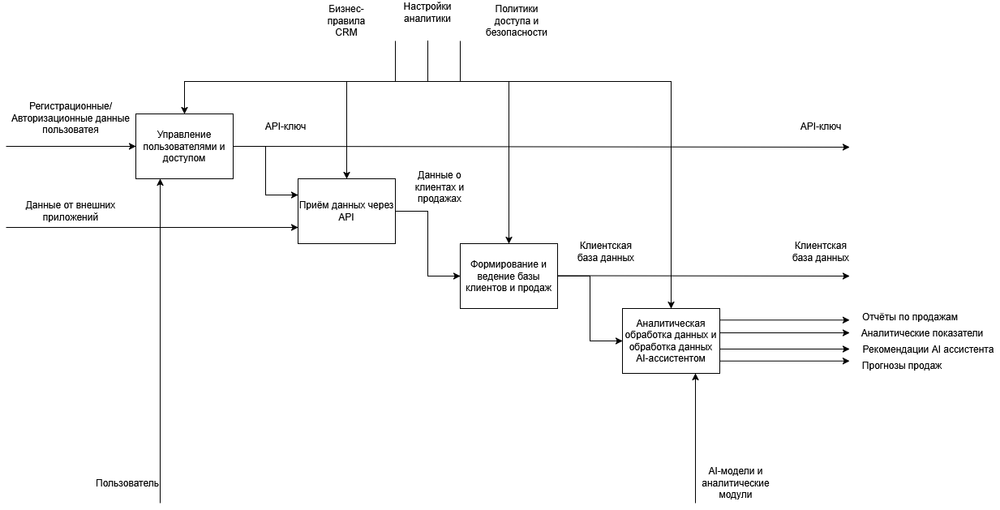 Бизнес-
правила
CRM
Настройки
аналитики
Политики
доступа и
безопасности
Регистрационные/
Авторизационные данные
пользоватея
Управление
пользователями и
доступом
API-ключ
API-ключ
Данные от внешних
приложений
Приём данных через
API
Данные о
клиентах и
продажах
Формирование и
ведение базы
клиентов и продаж
Клиентская
база данных
Клиентская
база данных
Аналитическая
обработка данных и
обработка данных
AI-ассистентом
Отчёты по продажам
Аналитические показатели
Рекомендации AI ассистента
Прогнозы продаж
Пользователь
AI-модели и
аналитические
модули